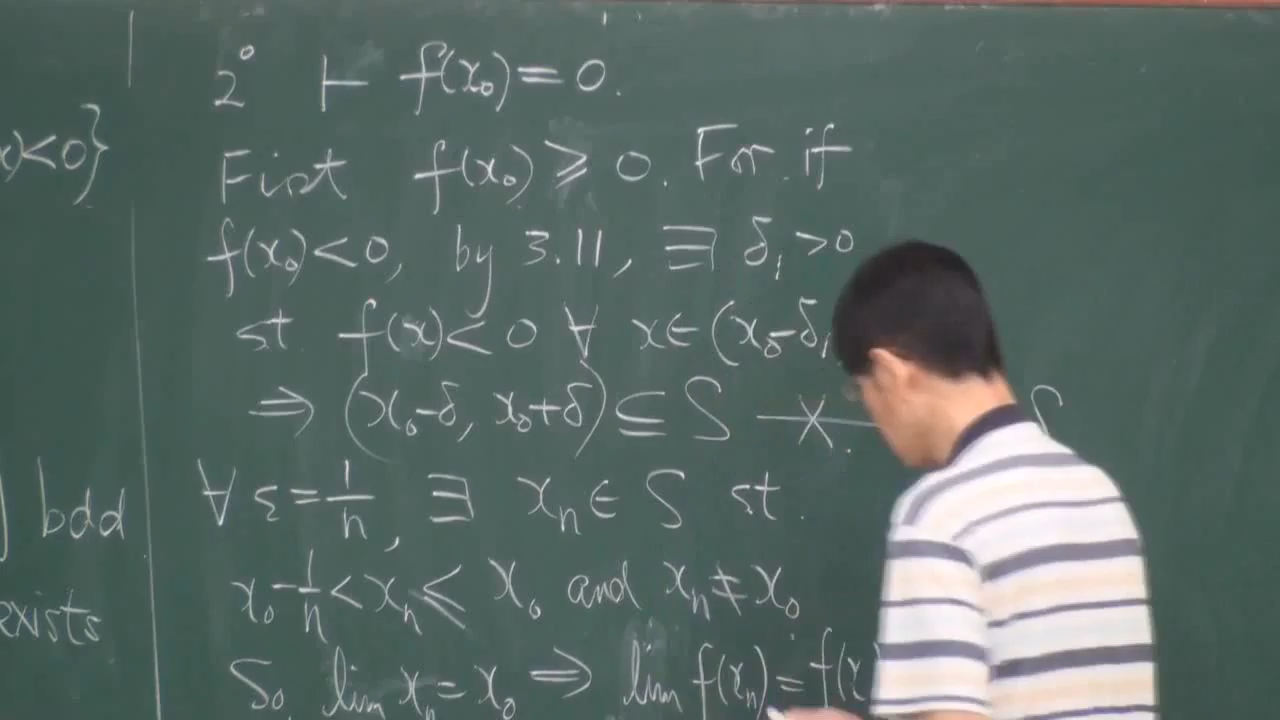 x)<0}
bdd
exists
2° ⊢ f(x₀)=0.
First f(x₀) ⩾ 0. For if
f(x₀)<0, by 3.11, ∃ δ₁>0
st. f(x)<0 ∀ x∈(x₀-δ₁
⇒ (x₀-δ, x₀+δ) ⊆ S
∀ ε=1/n, ∃ xₙ∈ S st.
x₀-1/n<xₙ≤ x₀ and xₙ≠x₀
So lim xₙ= x₀ ⇒ lim f(xₙ)=f(x